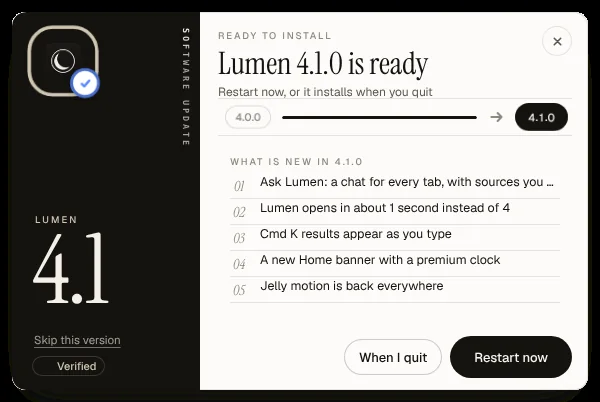 SOFTWARE UPDATE
LUMEN
4.1
Skip this version
Verified
READY TO INSTALL
Lumen 4.1.0 is ready
Restart now, or it installs when you quit
4.0.0 → 4.1.0
WHAT IS NEW IN 4.1.0
01 Ask Lumen: a chat for every tab, with sources you …
02 Lumen opens in about 1 second instead of 4
03 Cmd K results appear as you type
04 A new Home banner with a premium clock
05 Jelly motion is back everywhere
When I quit
Restart now